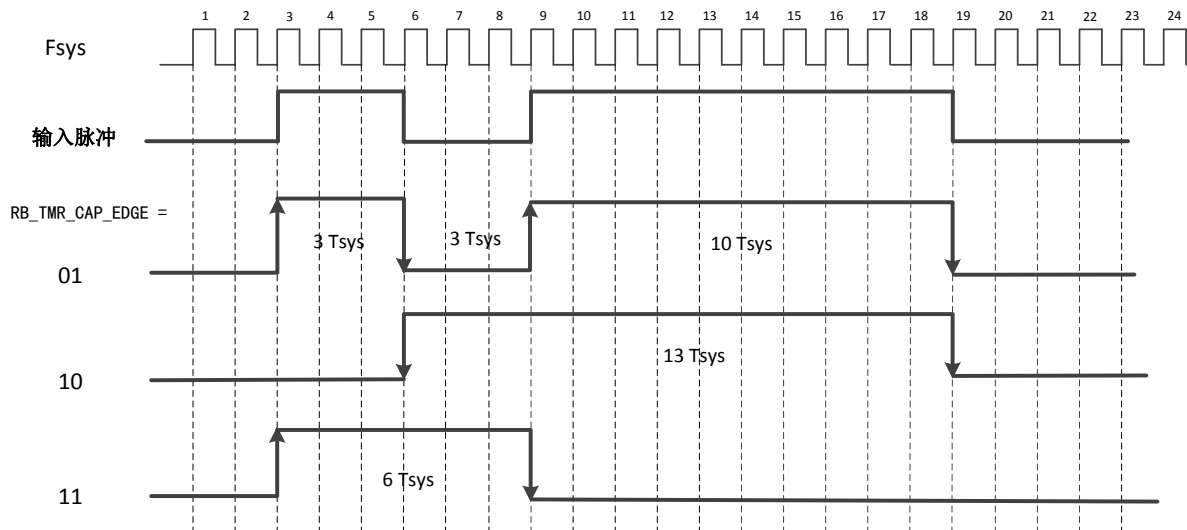 1 2 3 4 5 6 7 8 9 10 11 12 13 14 15 16 17 18 19 20 21 22 23 24
Fsys
输入脉冲
RB_TMR_CAP_EDGE =
3 Tsys 3 Tsys 10 Tsys
01
13 Tsys
10
6 Tsys
11